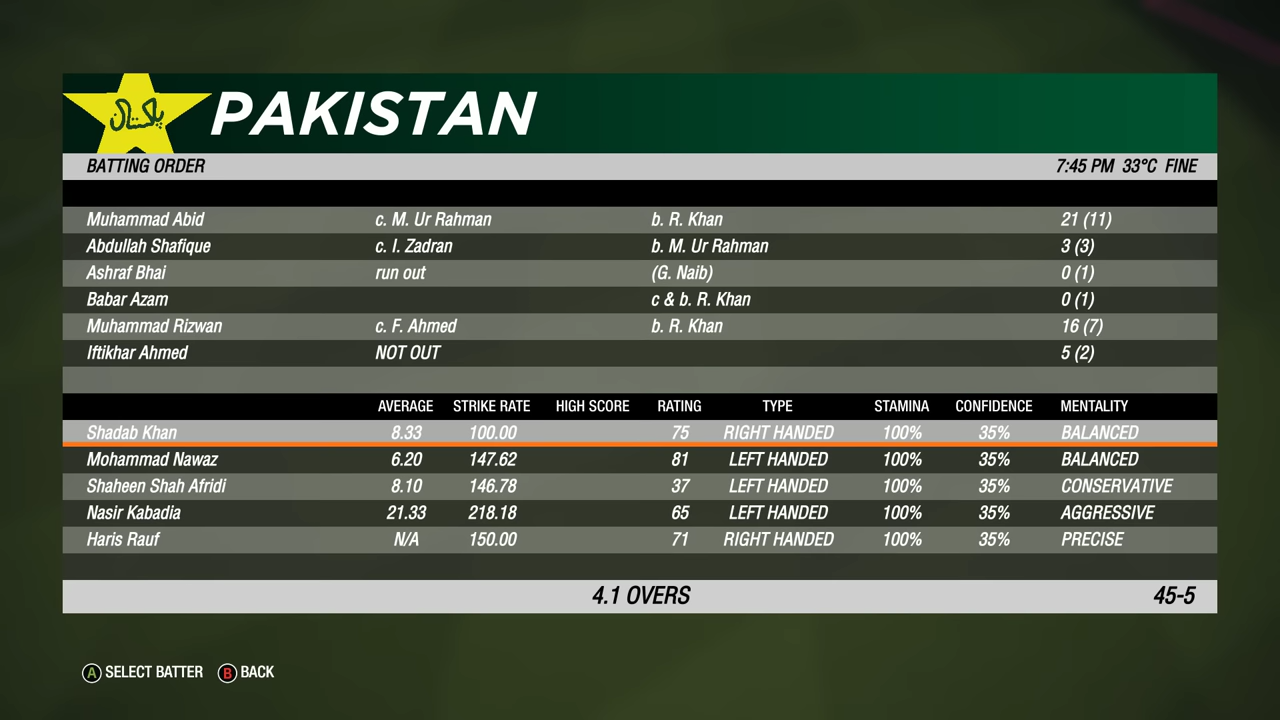 پاکستان PAKISTAN
BATTING ORDER 7:45 PM 33°C FINE
Muhammad Abid c. M. Ur Rahman b. R. Khan 21 (11)
Abdullah Shafique c. I. Zadran b. M. Ur Rahman 3 (3)
Ashraf Bhai run out (G. Naib) 0 (1)
Babar Azam c & b. R. Khan 0 (1)
Muhammad Rizwan c. F. Ahmed b. R. Khan 16 (7)
Iftikhar Ahmed NOT OUT 5 (2)
AVERAGE STRIKE RATE HIGH SCORE RATING TYPE STAMINA CONFIDENCE MENTALITY
Shadab Khan 8.33 100.00 75 RIGHT HANDED 100% 35% BALANCED
Mohammad Nawaz 6.20 147.62 81 LEFT HANDED 100% 35% BALANCED
Shaheen Shah Afridi 8.10 146.78 37 LEFT HANDED 100% 35% CONSERVATIVE
Nasir Kabadia 21.33 218.18 65 LEFT HANDED 100% 35% AGGRESSIVE
Haris Rauf N/A 150.00 71 RIGHT HANDED 100% 35% PRECISE
4.1 OVERS 45-5
A SELECT BATTER B BACK